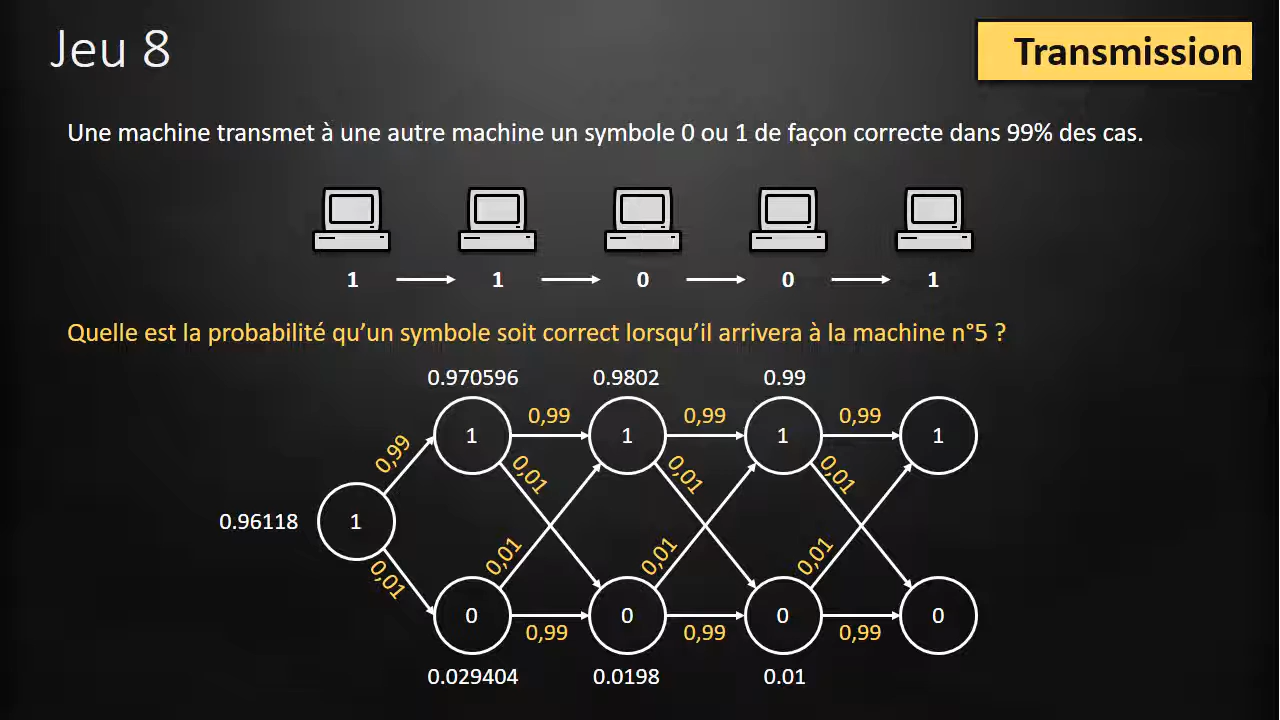 Jeu 8
Transmission
Une machine transmet à une autre machine un symbole 0 ou 1 de façon correcte dans 99% des cas.
1 1 0 0 1
Quelle est la probabilité qu’un symbole soit correct lorsqu’il arrivera à la machine n°5 ?
0.970596 0.9802 0.99
0,99 0,99 0,99
1 1 1 1
0,99
0,01 0,01 0,01
0.96118 1
0,01 0,01 0,01
0,01
0 0 0 0
0,99 0,99 0,99
0.029404 0.0198 0.01